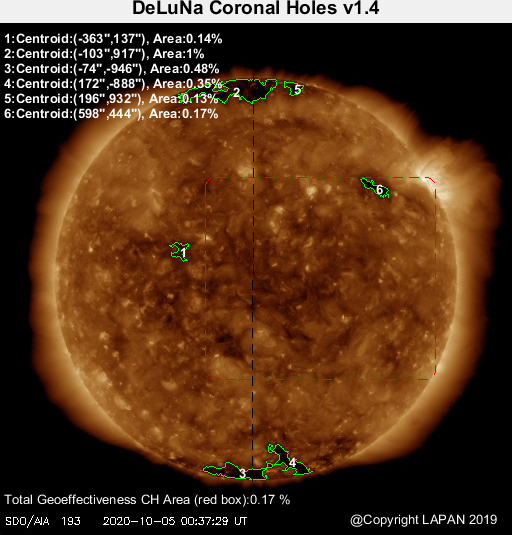 DeLuNa Coronal Holes v1.4
1:Centroid:(-363",137"), Area:0.14%
2:Centroid:(-103",917"), Area:1%
3:Centroid:(-74",-946"), Area:0.48%
4:Centroid:(172",-888"), Area:0.35%
5:Centroid:(196",932"), Area:0.13%
6:Centroid:(598",444"), Area:0.17%
2
5
6
1
4
3
Total Geoeffectiveness CH Area (red box):0.17 %
SDO/AIA 193 2020-10-05 00:37:29 UT
@Copyright LAPAN 2019